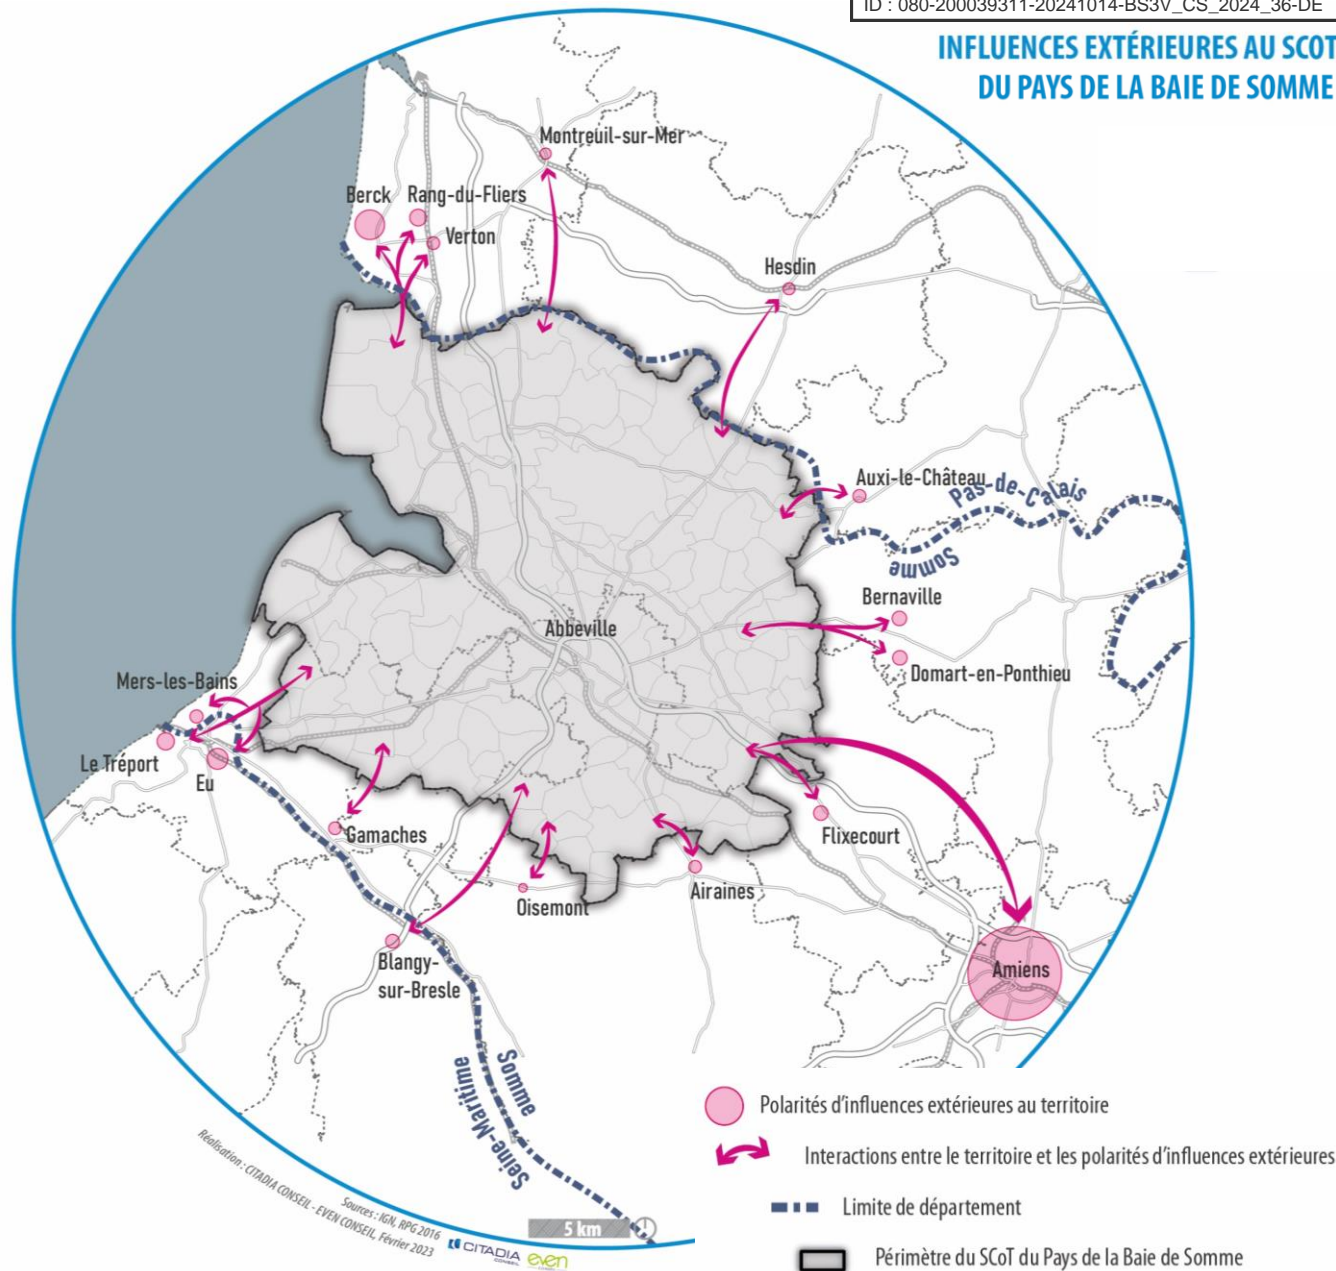 ID : 080-200039311-20241014-BS3V_CS_2024_36-DE
INFLUENCES EXTÉRIEURES AU SCOT
DU PAYS DE LA BAIE DE SOMME
Montreuil-sur-Mer
Berck
Rang-du-Fliers
Verton
Hesdin
Auxi-le-Château
Pas-de-Calais
Somme
Bernaville
Abbeville
Domart-en-Ponthieu
Mers-les-Bains
Le Tréport
Eu
Gamaches
Flixecourt
Airaines
Oisemont
Blangy-
sur-Bresle
Amiens
Somme
Seine-Maritime
Polarités d'influences extérieures au territoire
Interactions entre le territoire et les polarités d'influences extérieures
Limite de département
Périmètre du SCoT du Pays de la Baie de Somme
5 km
Sources : IGN, RPG 2016
Réalisation : CITADIA CONSEIL - EVEN CONSEIL, Février 2023
CITADIA
CONSEIL
even